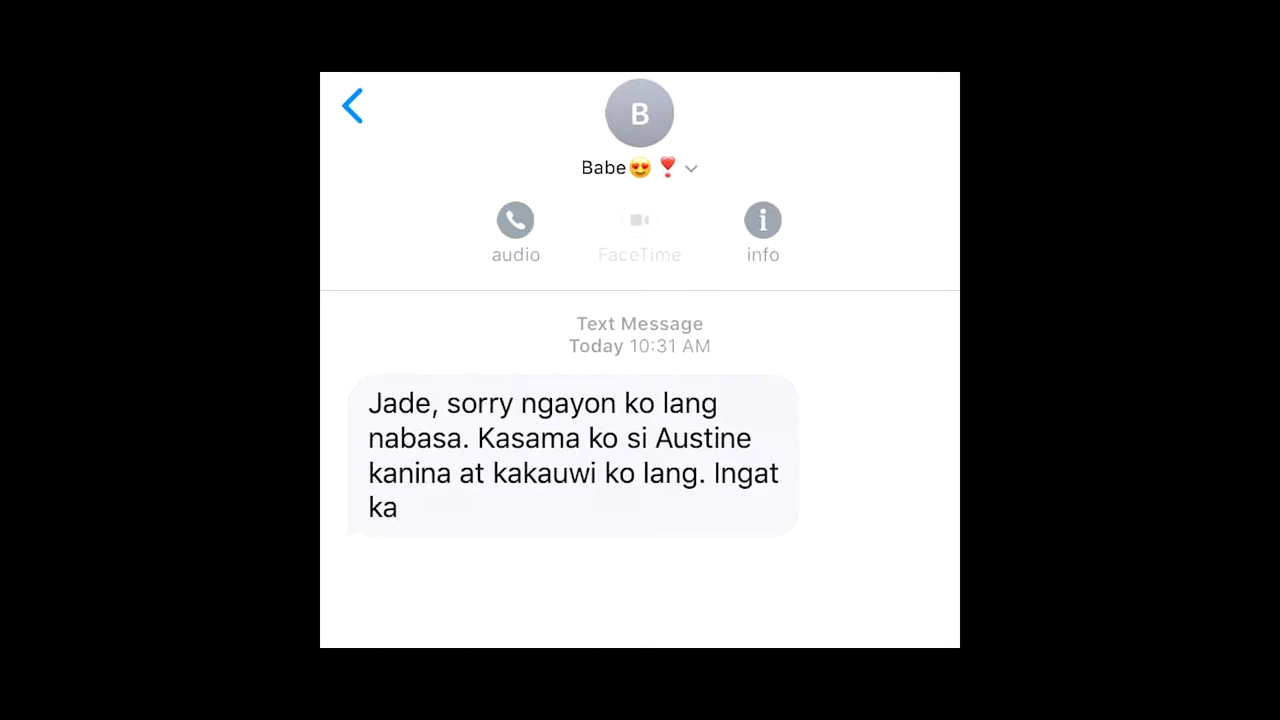 B
Babe😍❣️
audio
FaceTime
info
Text Message
Today 10:31 AM
Jade, sorry ngayon ko lang
nabasa. Kasama ko si Austine
kanina at kakauwi ko lang. Ingat
ka